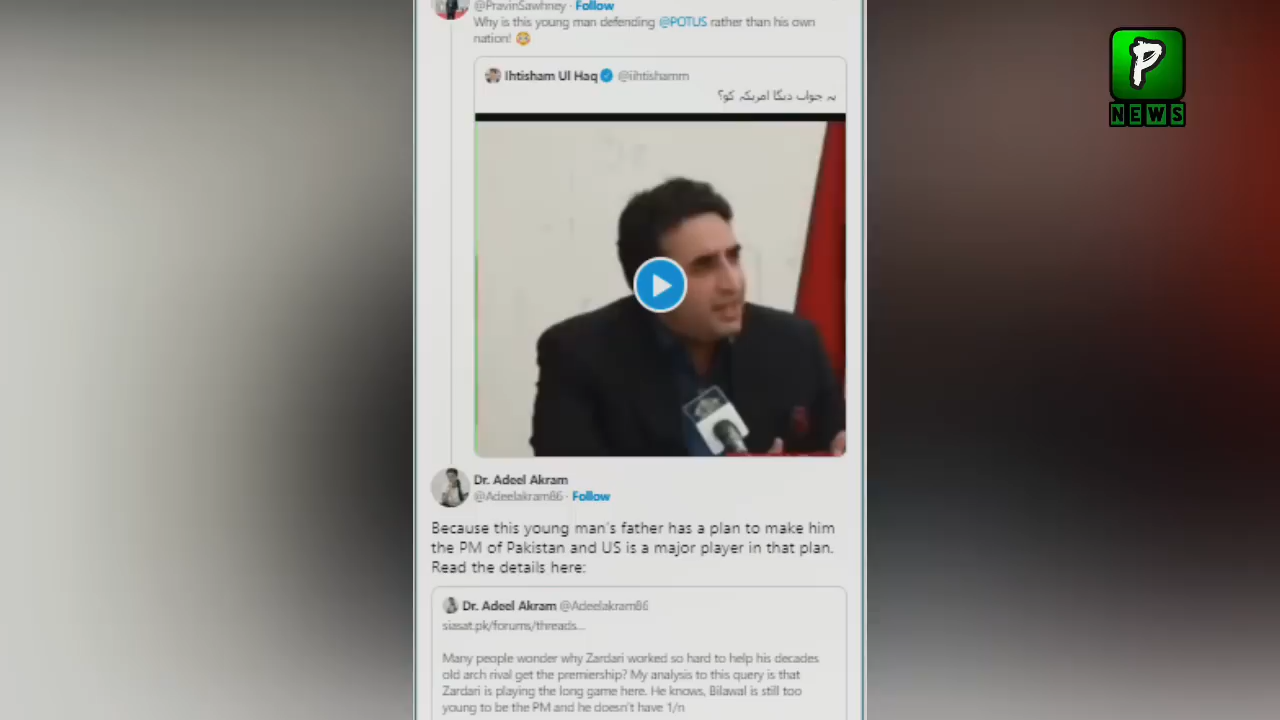 @PravinSawhney · Follow
Why is this young man defending @POTUS rather than his own
nation!
Ihtisham Ul Haq @iihtishamm
یہ جواب دیگا امریکہ کو؟
Dr. Adeel Akram
@Adeelakram86 · Follow
Because this young man's father has a plan to make him
the PM of Pakistan and US is a major player in that plan.
Read the details here:
Dr. Adeel Akram @Adeelakram86
siasat.pk/forums/threads...
Many people wonder why Zardari worked so hard to help his decades
old arch rival get the premiership? My analysis to this query is that
Zardari is playing the long game here. He knows, Bilawal is still too
young to be the PM and he doesn't have 1/n
P
NEWS